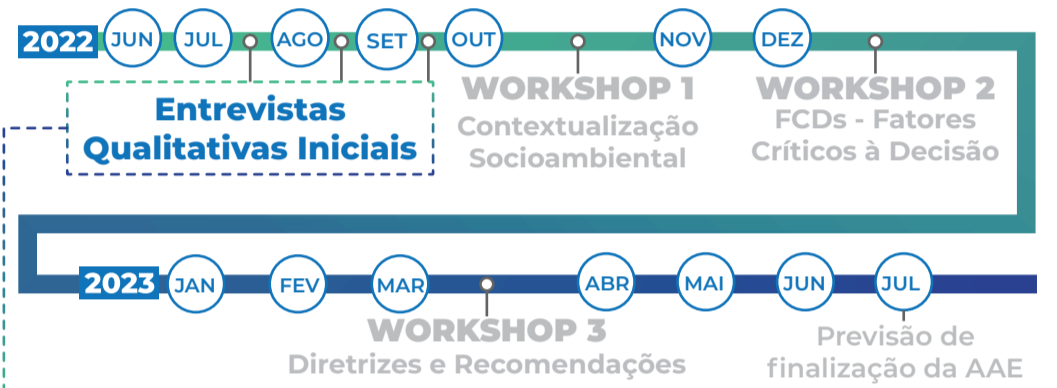 2022 JUN JUL AGO SET OUT NOV DEZ
Entrevistas
Qualitativas Iniciais
WORKSHOP 1
Contextualização
Socioambiental
WORKSHOP 2
FCDs - Fatores
Críticos à Decisão
2023 JAN FEV MAR ABR MAI JUN JUL
WORKSHOP 3
Diretrizes e Recomendações
Previsão de
finalização da AAE